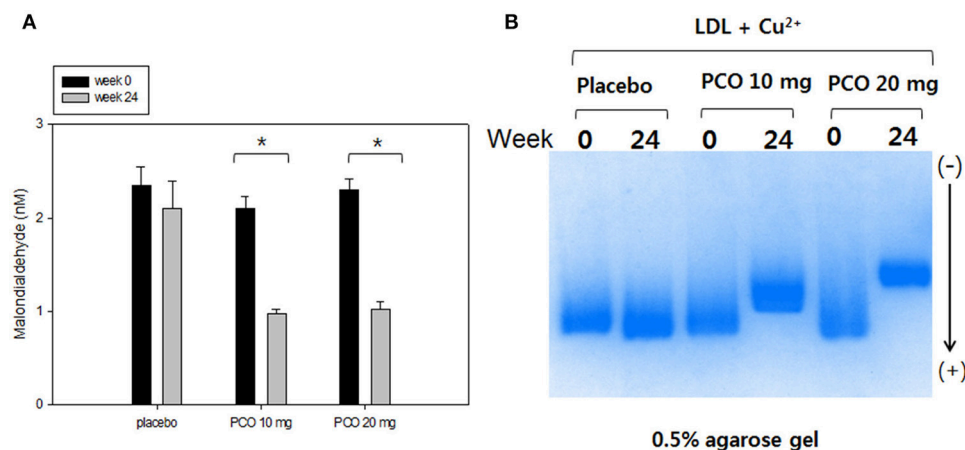 A
week 0
week 24
3
2
1
0
Malondialdehyde (nM)
* *
placebo PCO 10 mg PCO 20 mg
B
LDL + Cu²⁺
Placebo PCO 10 mg PCO 20 mg
Week 0 24 0 24 0 24
(-)
(+)
0.5% agarose gel